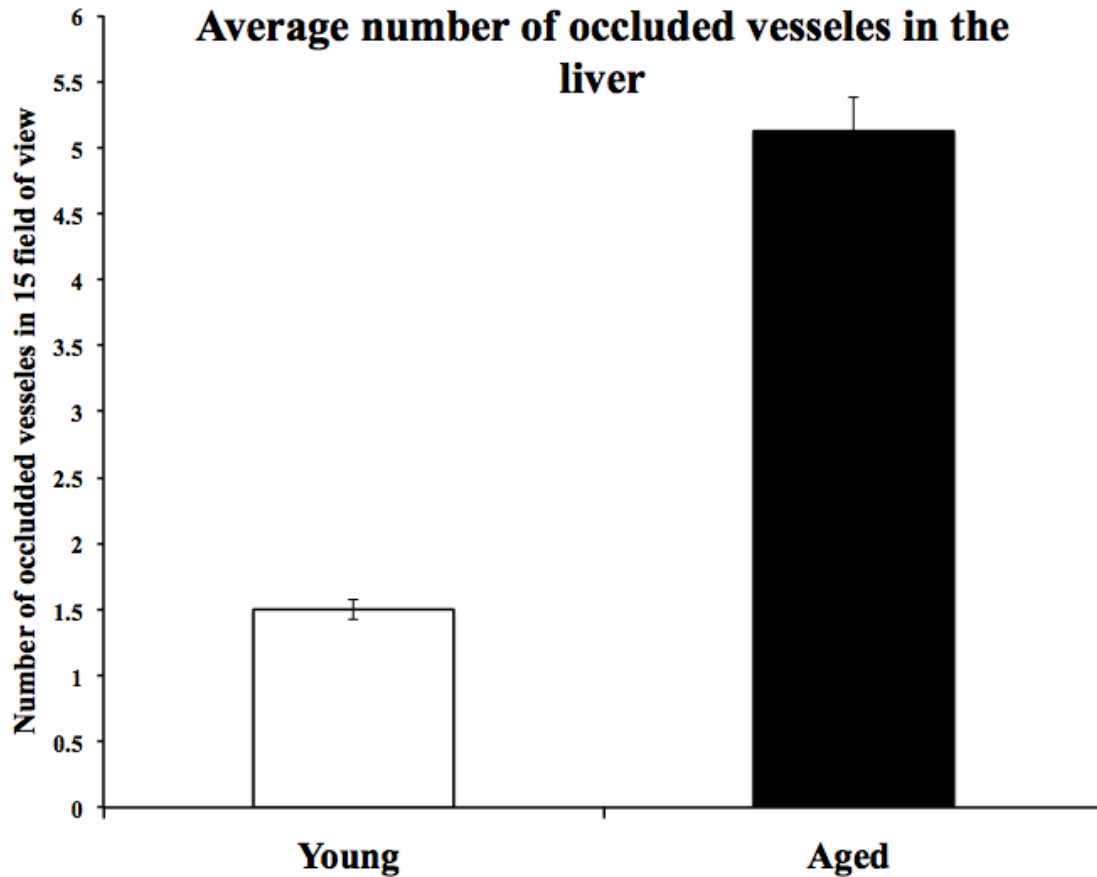 Average number of occluded vesseles in the
liver
Number of occludded vesseles in 15 field of view
6
5.5
5
4.5
4
3.5
3
2.5
2
1.5
1
0.5
0
Young
Aged